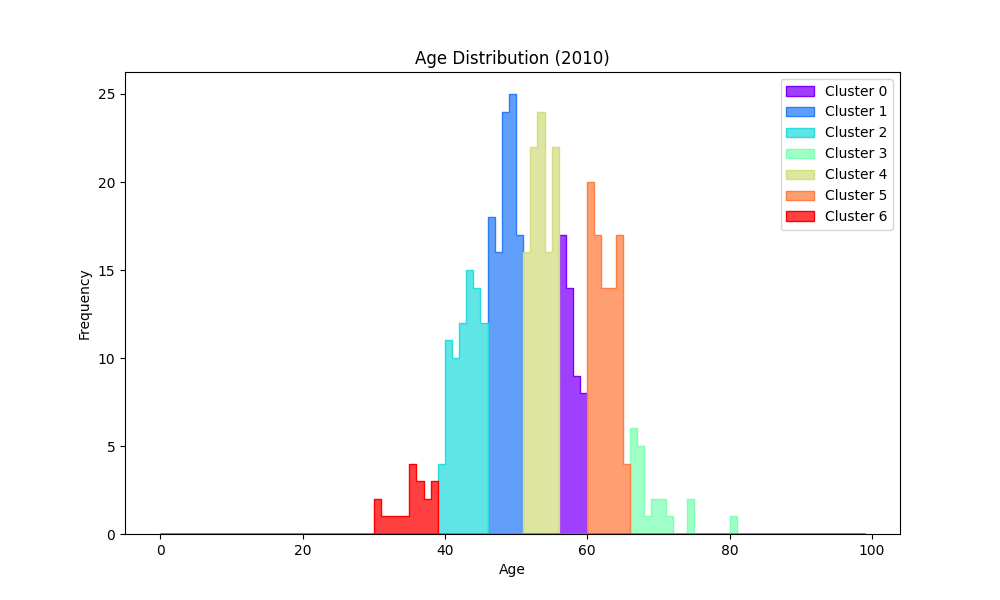 Age Distribution (2010)
Cluster 0
Cluster 1
Cluster 2
Cluster 3
Cluster 4
Cluster 5
Cluster 6
Frequency
25
20
15
10
5
0
0 20 40 60 80 100
Age